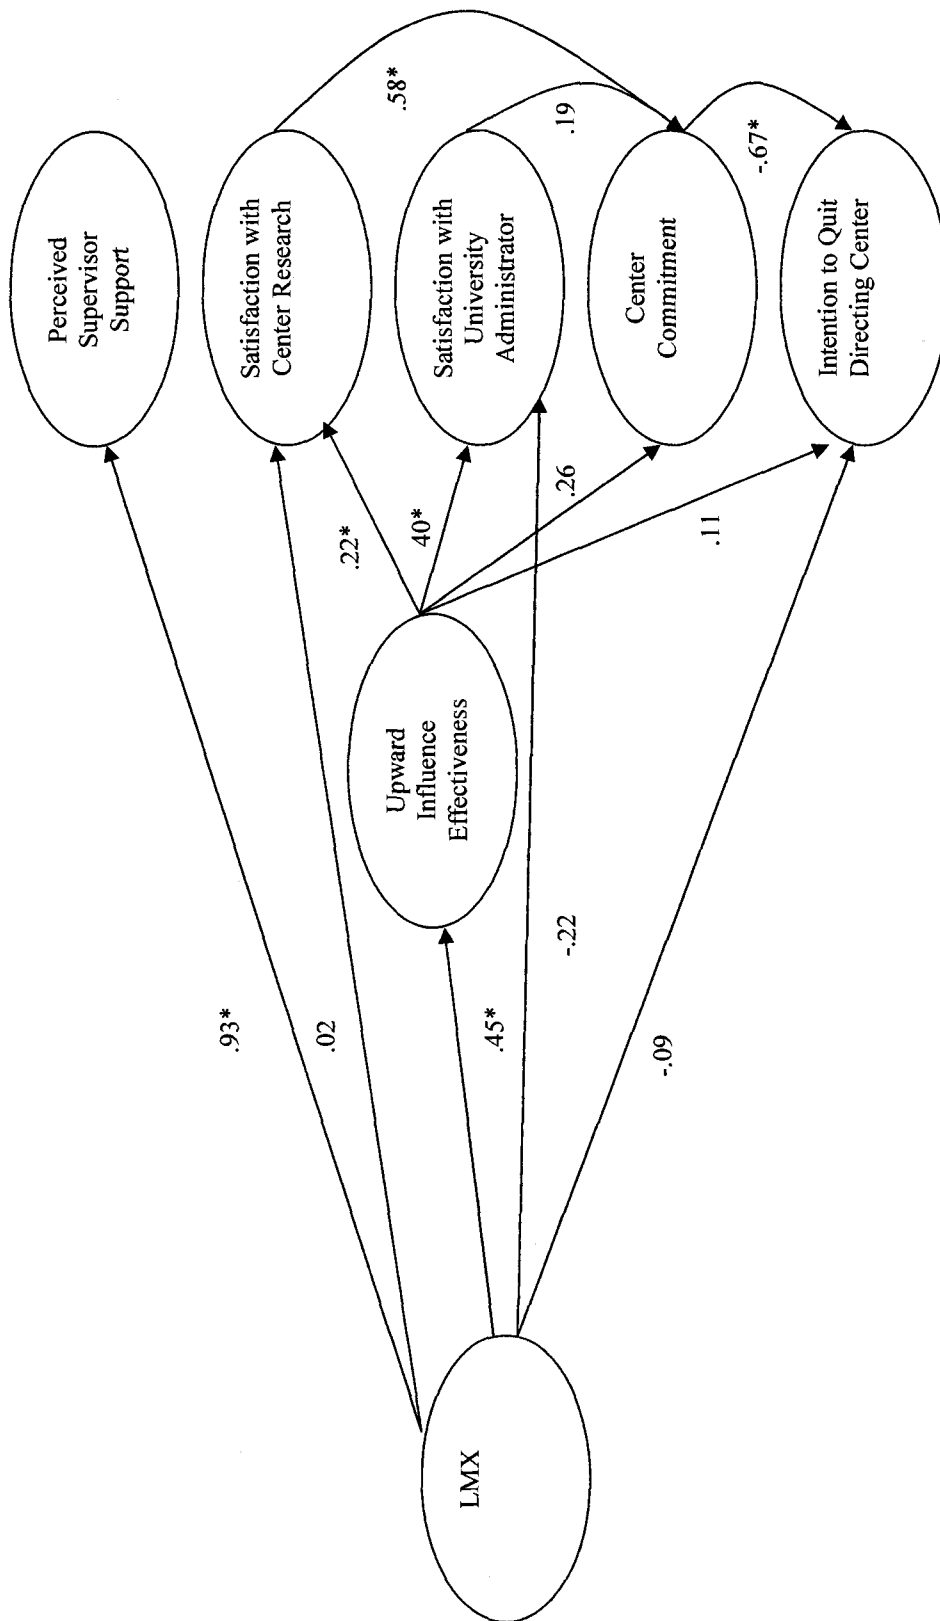 LMX
.93*
.02
.45*
-.22
-.09
Upward
Influence
Effectiveness
.22*
40*
.26
.11
Perceived
Supervisor
Support
Satisfaction with
Center Research
Satisfaction with
University
Administrator
Center
Commitment
Intention to Quit
Directing Center
.58*
.19
-.67*